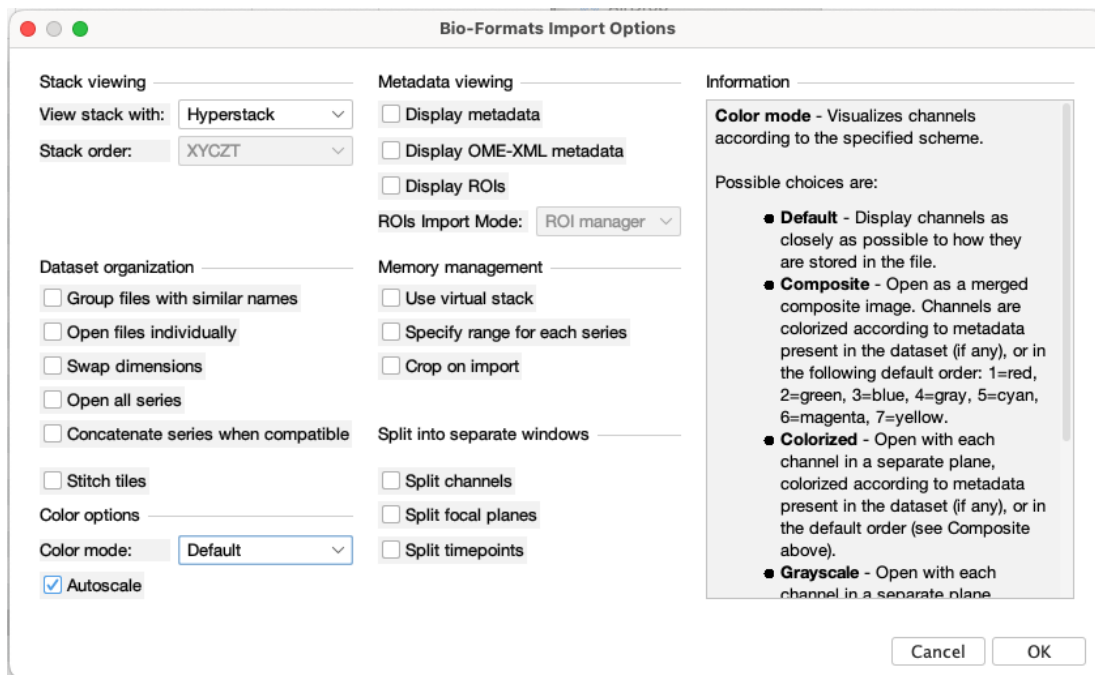 Bio-Formats Import Options
Stack viewing
View stack with: Hyperstack
Stack order: XYCZT
Metadata viewing
Display metadata
Display OME-XML metadata
Display ROIs
ROIs Import Mode: ROI manager
Dataset organization
Group files with similar names
Open files individually
Swap dimensions
Open all series
Concatenate series when compatible
Stitch tiles
Memory management
Use virtual stack
Specify range for each series
Crop on import
Split into separate windows
Split channels
Split focal planes
Split timepoints
Color options
Color mode: Default
Autoscale
Information
Color mode - Visualizes channels
according to the specified scheme.
Possible choices are:
● Default - Display channels as
closely as possible to how they
are stored in the file.
● Composite - Open as a merged
composite image. Channels are
colorized according to metadata
present in the dataset (if any), or in
the following default order: 1=red,
2=green, 3=blue, 4=gray, 5=cyan,
6=magenta, 7=yellow.
● Colorized - Open with each
channel in a separate plane,
colorized according to metadata
present in the dataset (if any), or in
the default order (see Composite
above).
● Grayscale - Open with each
channel in a separate plane
Cancel
OK